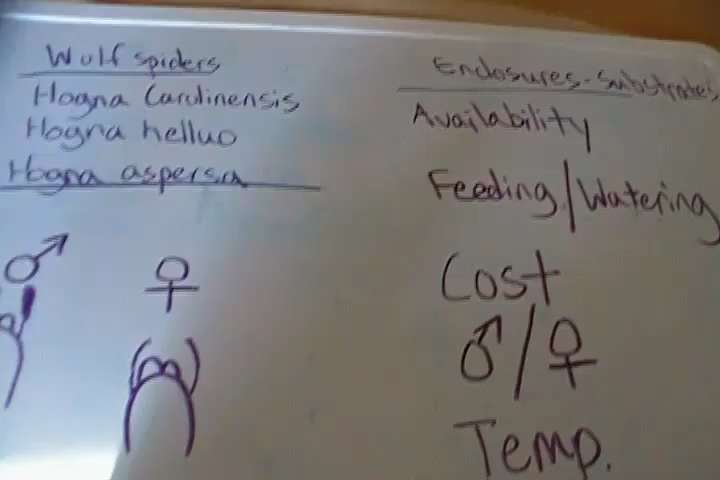 Wolf spiders
Hogna Carolinensis
Hogna helluo
Hogna aspersa
♂
♀
Enclosures-Substrates
Availability
Feeding/Watering
Cost
♂/♀
Temp.